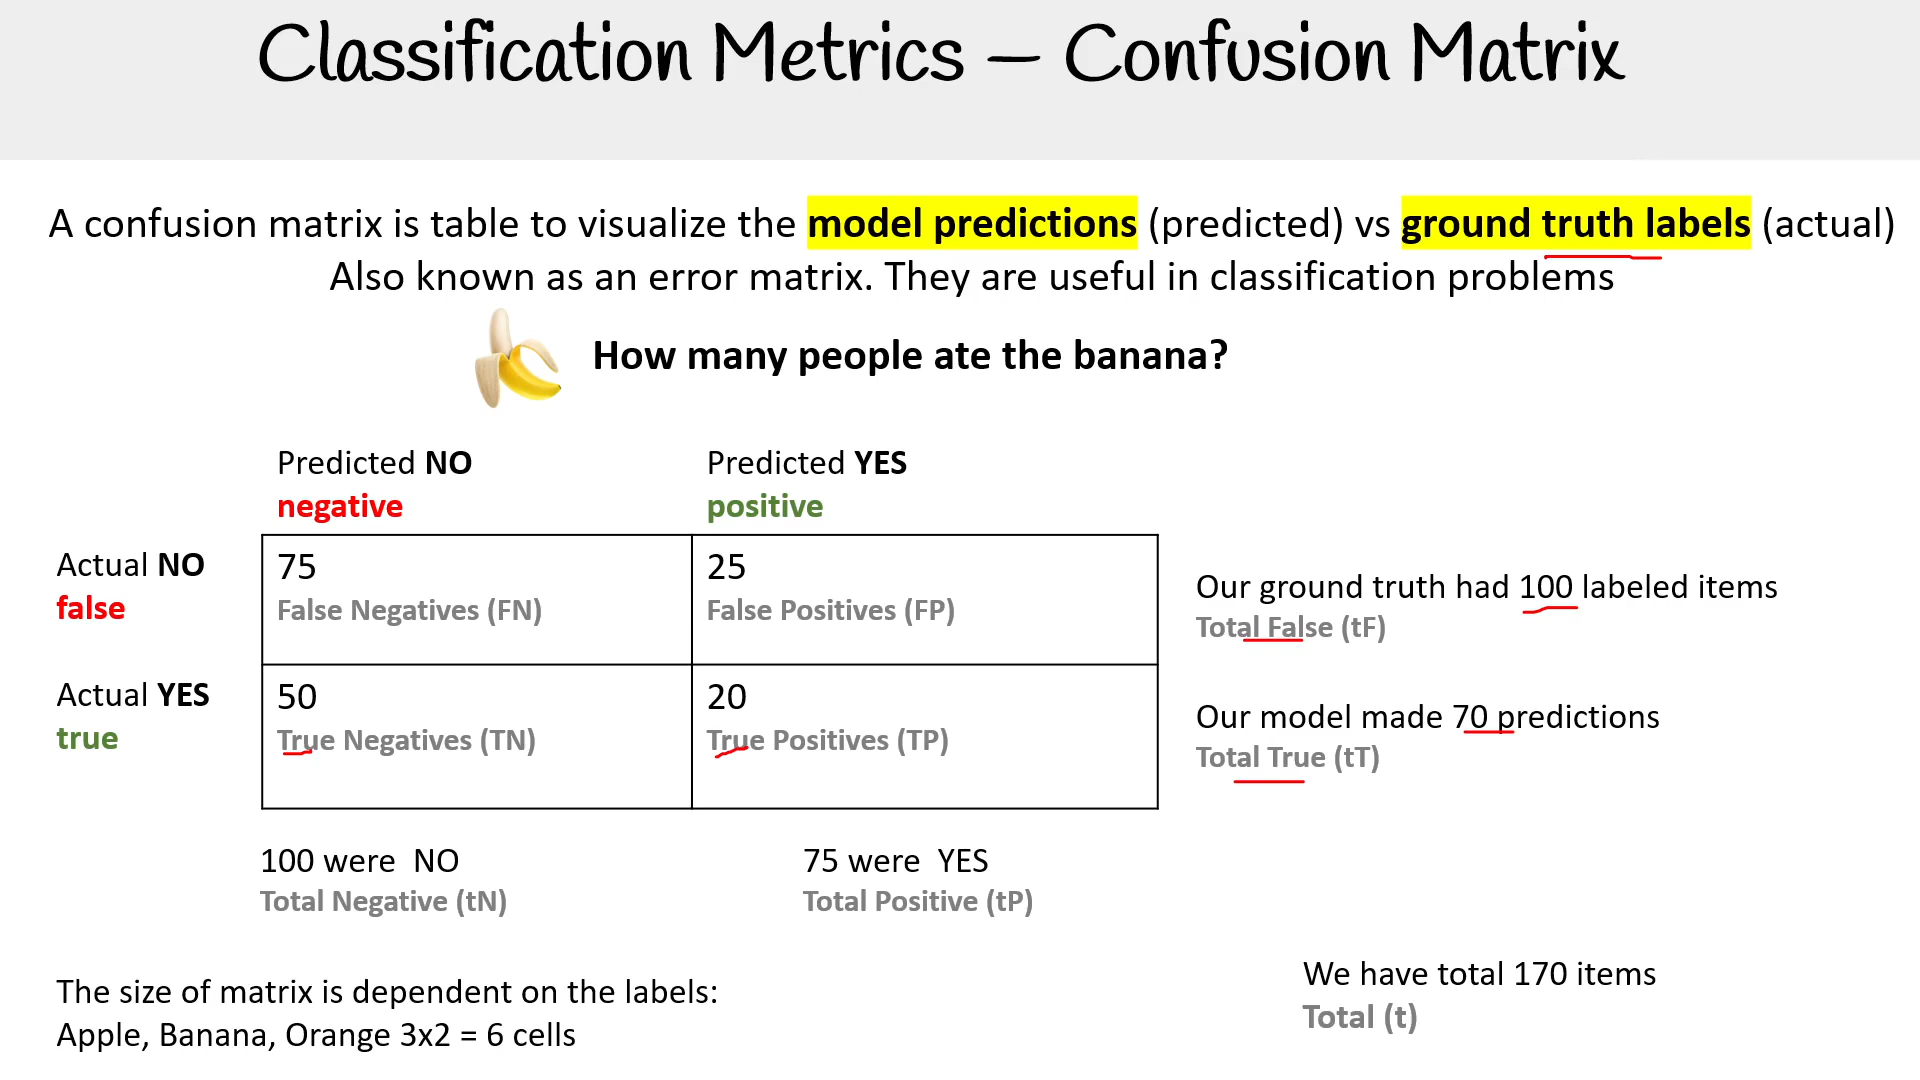 Classification Metrics – Confusion Matrix
A confusion matrix is table to visualize the model predictions (predicted) vs ground truth labels (actual)
Also known as an error matrix. They are useful in classification problems
How many people ate the banana?
Predicted NO
negative
Predicted YES
positive
Actual NO
false
75
False Negatives (FN)
25
False Positives (FP)
Our ground truth had 100 labeled items
Total False (tF)
Actual YES
true
50
True Negatives (TN)
20
True Positives (TP)
Our model made 70 predictions
Total True (tT)
100 were NO
Total Negative (tN)
75 were YES
Total Positive (tP)
The size of matrix is dependent on the labels:
Apple, Banana, Orange 3x2 = 6 cells
We have total 170 items
Total (t)